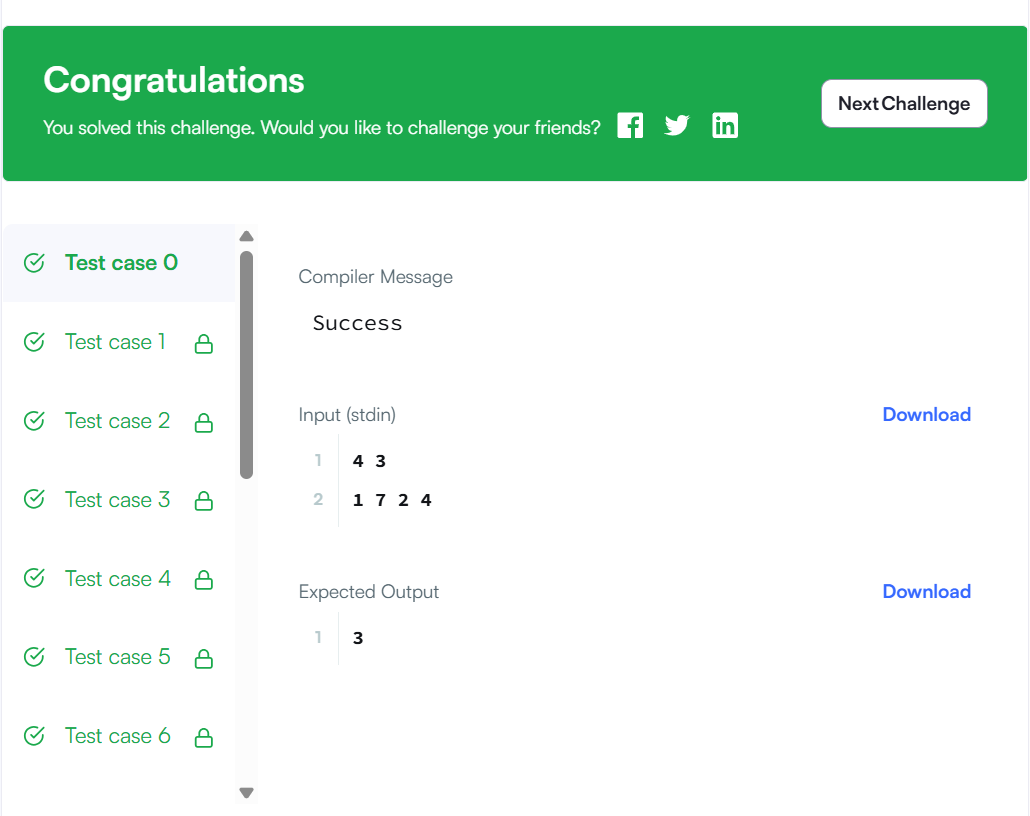 Congratulations
You solved this challenge. Would you like to challenge your friends?
Next Challenge
Test case 0
Test case 1
Test case 2
Test case 3
Test case 4
Test case 5
Test case 6
Compiler Message
Success
Input (stdin)
Download
1 4 3
2 1 7 2 4
Expected Output
Download
1 3